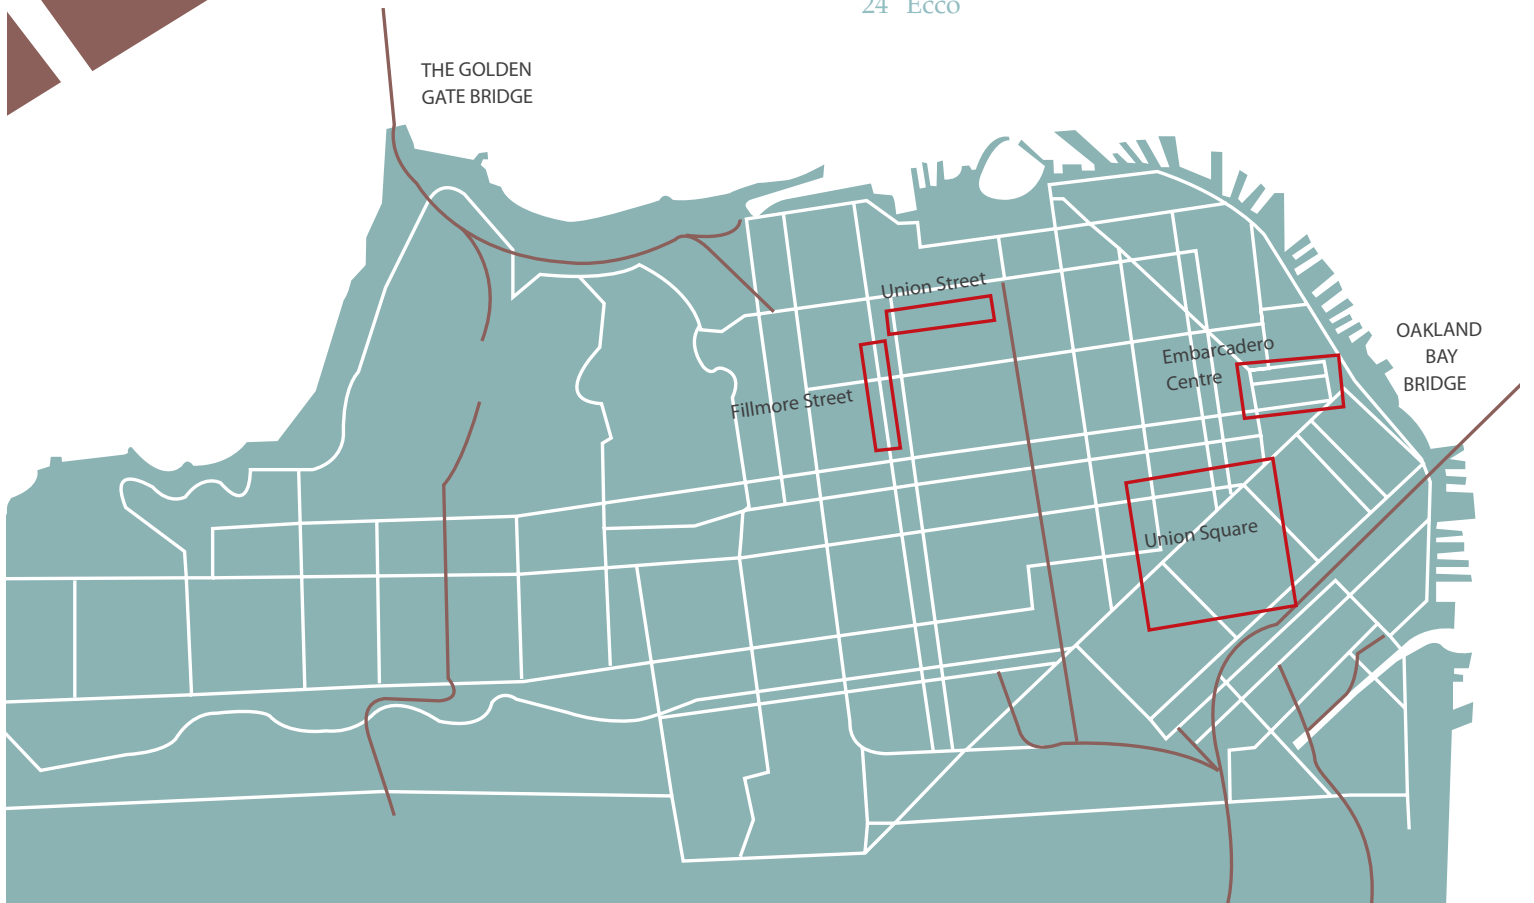 24 Ecco
THE GOLDEN
GATE BRIDGE
Union Street
OAKLAND
BAY
BRIDGE
Embarcadero
Centre
Fillmore Street
Union Square